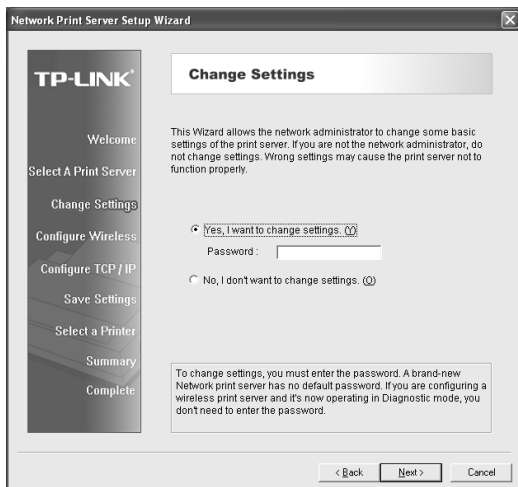 Network Print Server Setup Wizard
TP-LINK
Welcome
Select A Print Server
Change Settings
Configure Wireless
Configure TCP / IP
Save Settings
Select a Printer
Summary
Complete
Change Settings
This Wizard allows the network administrator to change some basic
settings of the print server. If you are not the network administrator, do
not change settings. Wrong settings may cause the print server not to
function properly.
Yes, I want to change settings. (Y)
Password :
No, I don't want to change settings. (O)
To change settings, you must enter the password. A brand-new
Network print server has no default password. If you are configuring a
wireless print server and it's now operating in Diagnostic mode, you
don't need to enter the password.
< Back
Next >
Cancel